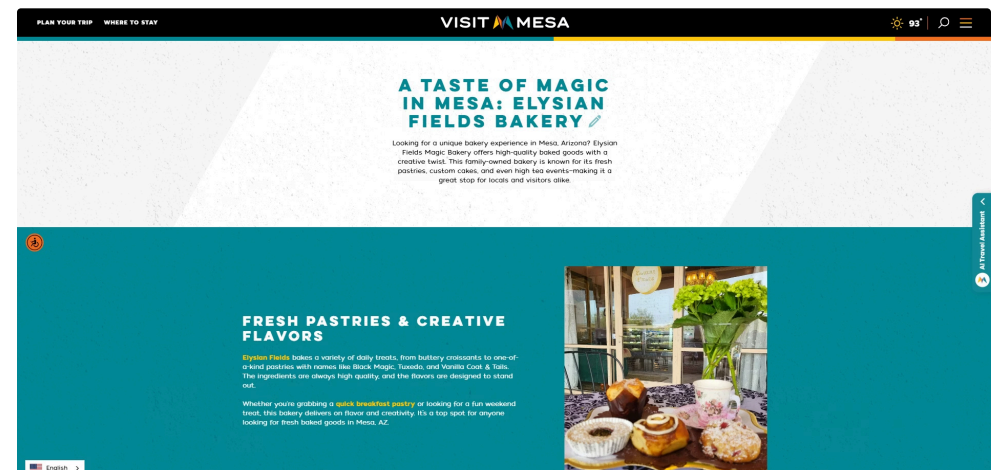 PLAN YOUR TRIP WHERE TO STAY VISIT MESA 93°
A TASTE OF MAGIC
IN MESA: ELYSIAN
FIELDS BAKERY
Looking for a unique bakery experience in Mesa, Arizona? Elysian
Fields Magic Bakery offers high-quality baked goods with a
creative twist. This family-owned bakery is known for its fresh
pastries, custom cakes, and even high tea events–making it a
great stop for locals and visitors alike.
AI Travel Assistant
FRESH PASTRIES & CREATIVE
FLAVORS
Elysian Fields bakes a variety of daily treats, from buttery croissants to one-of-
a-kind pastries with names like Black Magic, Tuxedo, and Vanilla Coat & Tails.
The ingredients are always high quality, and the flavors are designed to stand
out.
Whether you're grabbing a quick breakfast pastry or looking for a fun weekend
treat, this bakery delivers on flavor and creativity. It's a top spot for anyone
looking for fresh baked goods in Mesa, AZ.
English